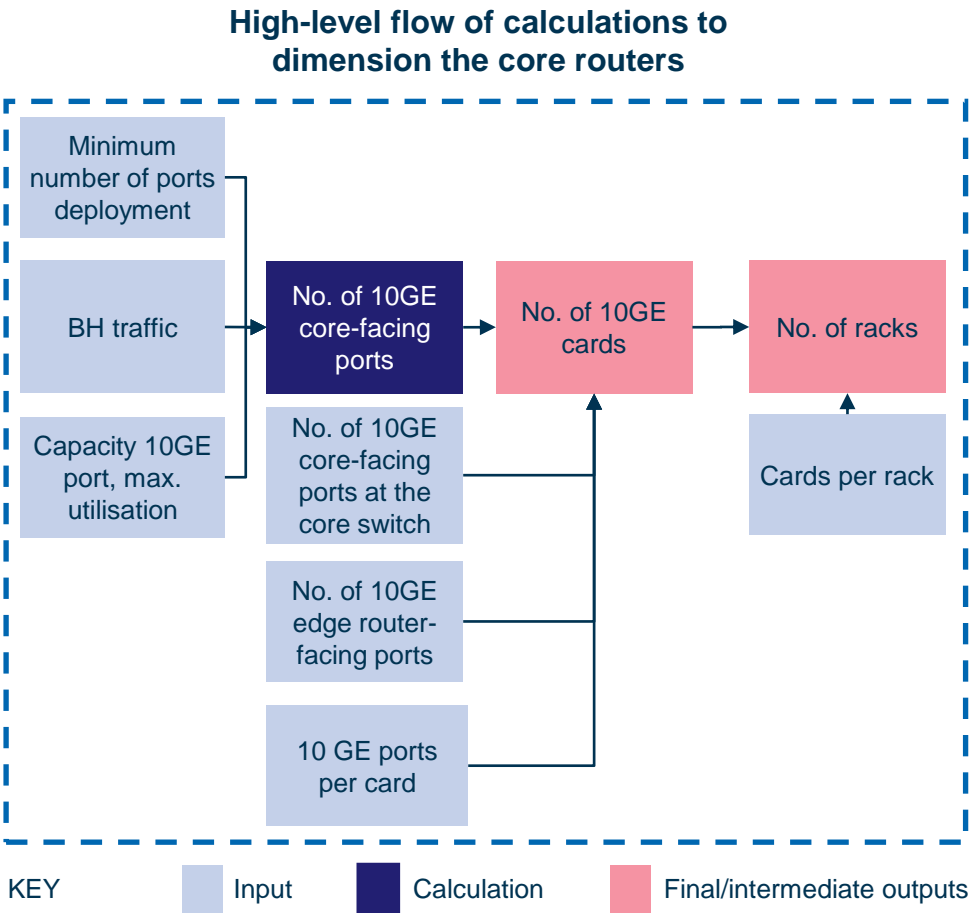 High-level flow of calculations to
dimension the core routers
Minimum
number of ports
deployment
BH traffic
Capacity 10GE
port, max.
utilisation
No. of 10GE
core-facing
ports
No. of 10GE
core-facing
ports at the
core switch
No. of 10GE
edge router-
facing ports
10 GE ports
per card
No. of 10GE
cards
No. of racks
Cards per rack
KEY
Input
Calculation
Final/intermediate outputs